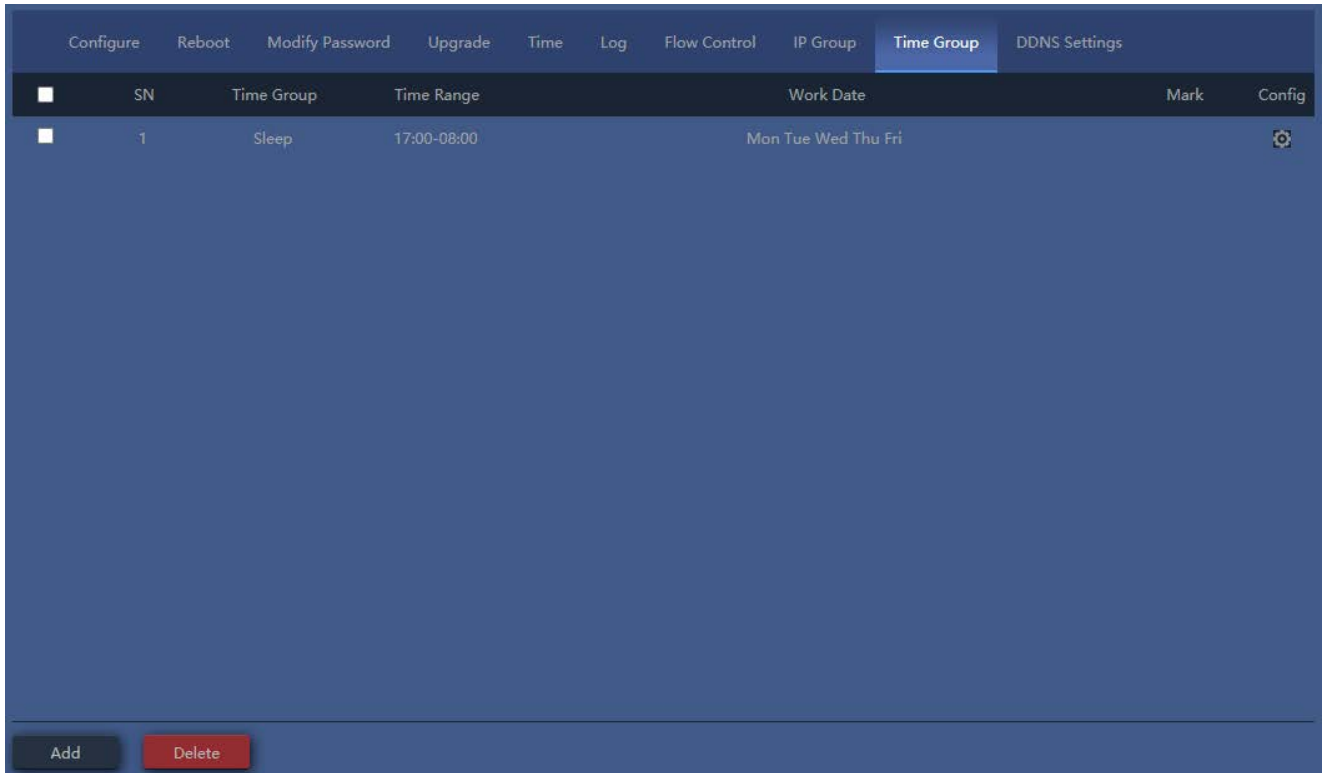 Configure Reboot Modify Password Upgrade Time Log Flow Control IP Group Time Group DDNS Settings
SN Time Group Time Range Work Date Mark Config
1 Sleep 17:00-08:00 Mon Tue Wed Thu Fri
Add Delete